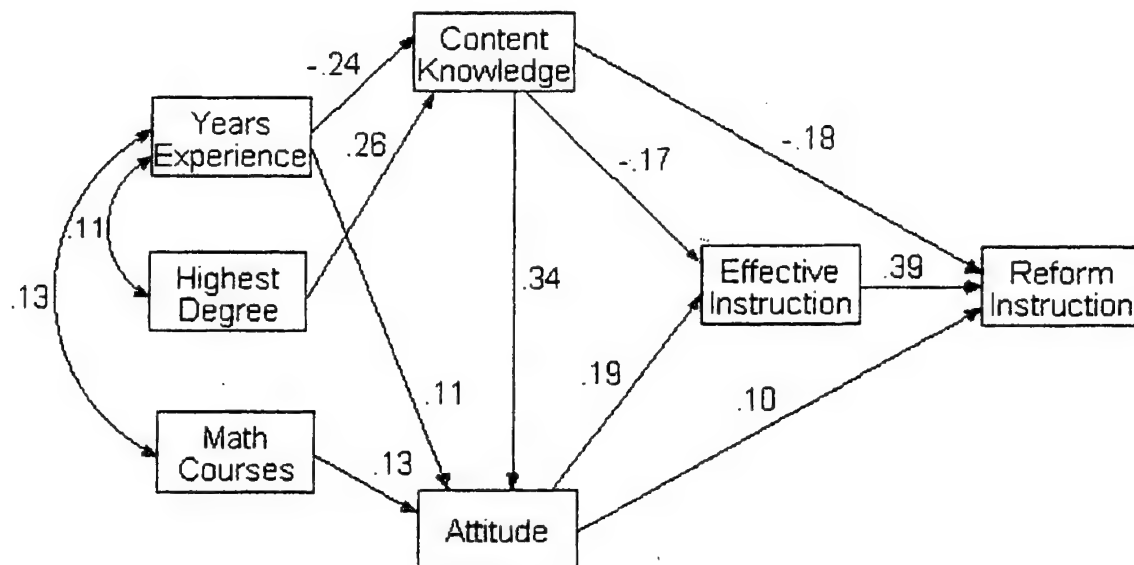 Content
Knowledge
-.24
Years
Experience
.26
-.18
-.17
.11
Highest
Degree
.13
.34
Effective
Instruction
.39
Reform
Instruction
.19
.11
.10
Math
Courses
.13
Attitude